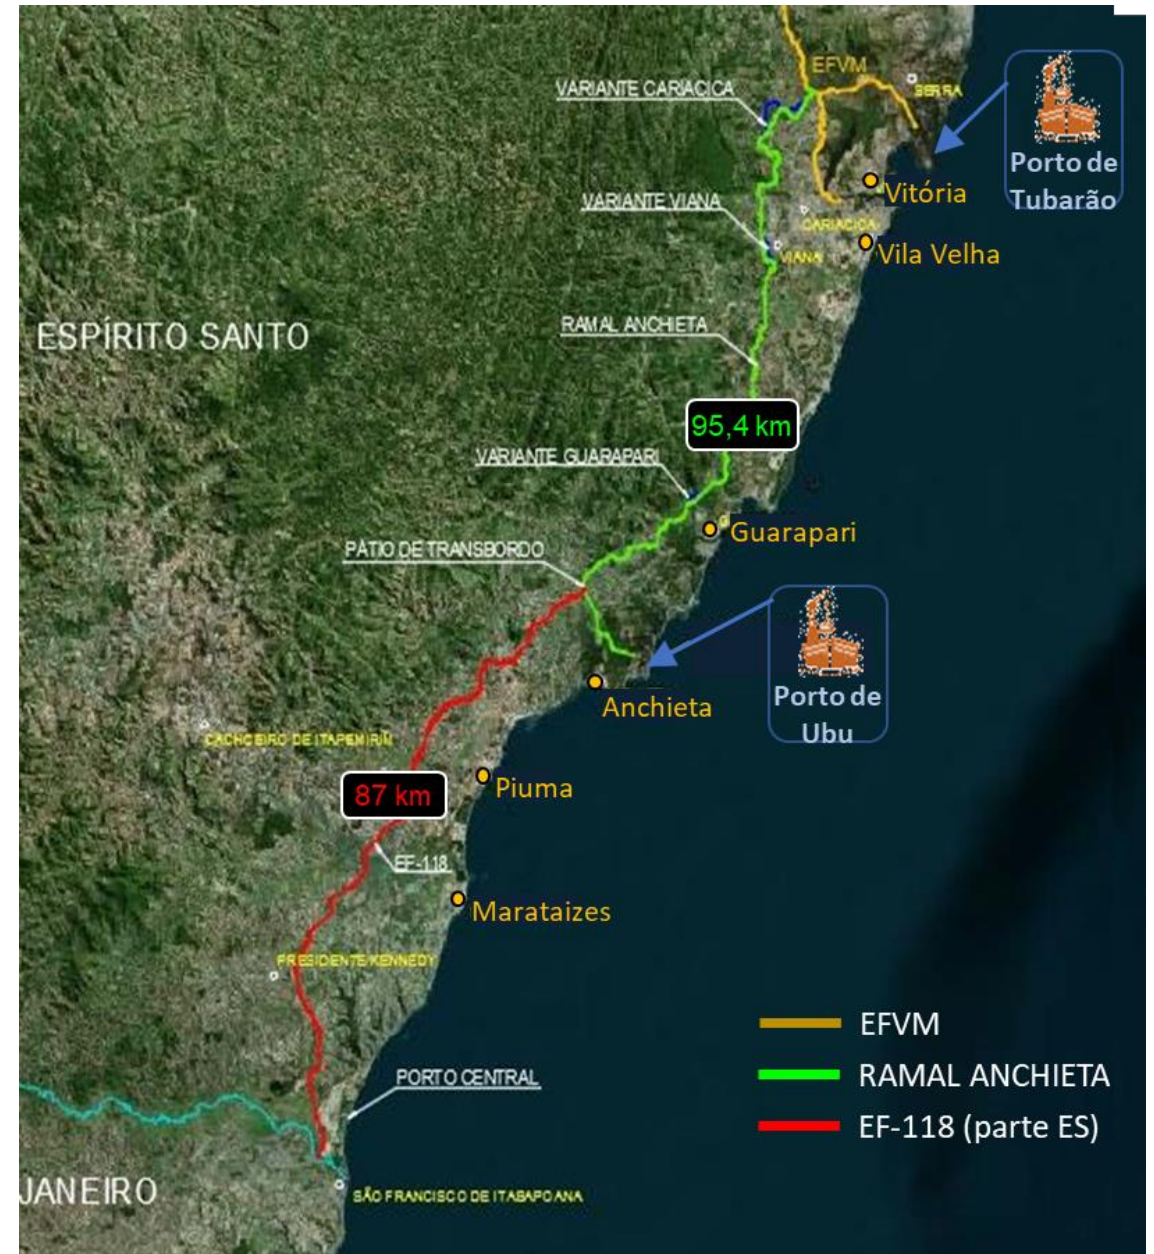 EFVM
VARIANTE CARIACICA
SERRA
Porto de
Tubarão
Vitória
VARIANTE VIANA
CARIACICA
Vila Velha
VIANA
ESPÍRITO SANTO
RAMAL ANCHIETA
95,4 km
VARIANTE GUARAPARI
Guarapari
PÁTIO DE TRANSBORDO
Porto de
Ubu
Anchieta
CACHOEIRO DE ITAPEMIRIM
87 km
Piuma
EF-118
Marataizes
PRESIDENTE KENNEDY
EFVM
PORTO CENTRAL
RAMAL ANCHIETA
EF-118 (parte ES)
JANEIRO
SÃO FRANCISCO DE ITABAPOANA